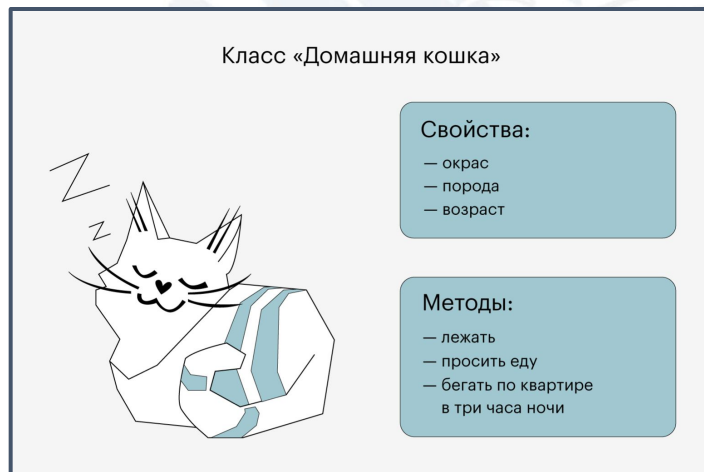 Класс «Домашняя кошка»
Свойства:
— окрас
— порода
— возраст
Методы:
— лежать
— просить еду
— бегать по квартире
в три часа ночи